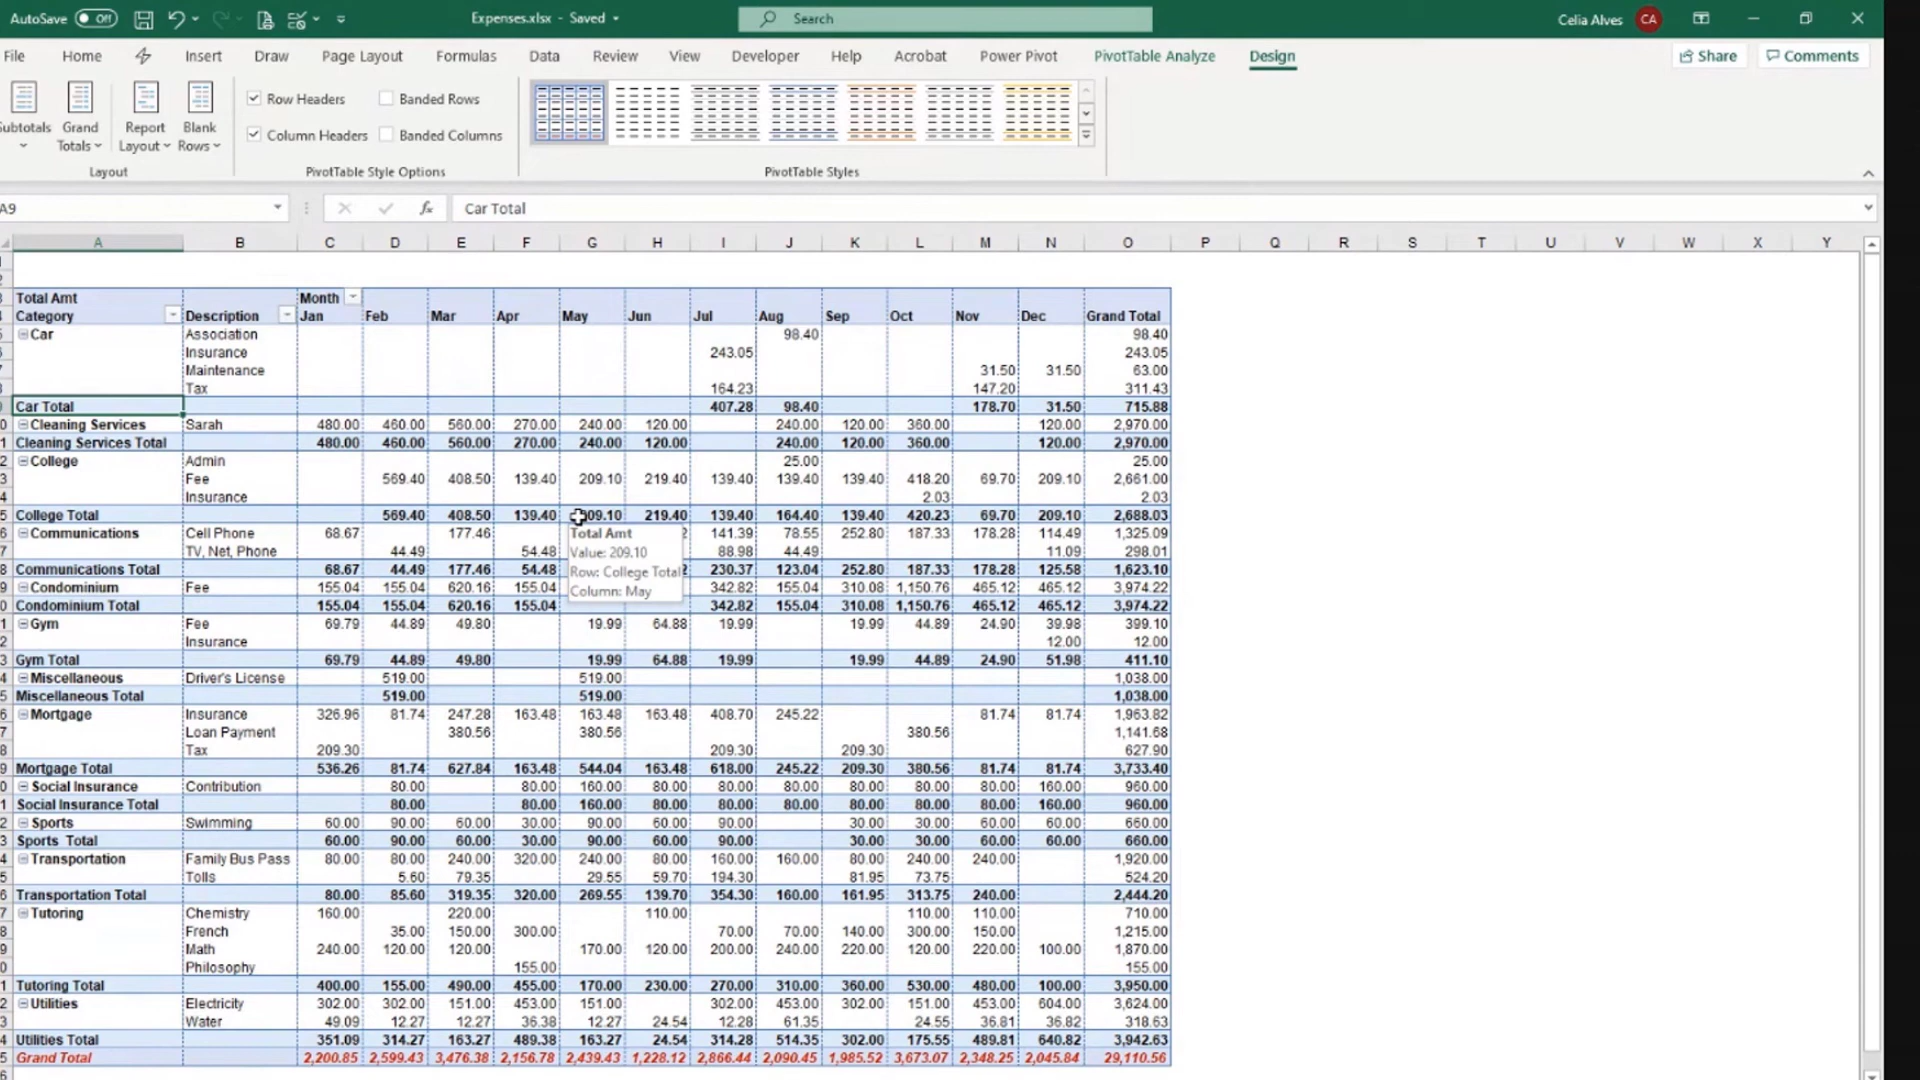 AutoSave Off Expenses.xlsx - Saved Search Celia Alves CA
File Home Insert Draw Page Layout Formulas Data Review View Developer Help Acrobat Power Pivot PivotTable Analyze Design Share Comments
Row Headers Banded Rows
Subtotals Grand Totals Report Layout Blank Rows Column Headers Banded Columns
Layout PivotTable Style Options PivotTable Styles
A9 fx Car Total
A B C D E F G H I J K L M N O P Q R S T U V W X Y
Total Amt Month
Category Description Jan Feb Mar Apr May Jun Jul Aug Sep Oct Nov Dec Grand Total
Car Association 98.40 98.40
Insurance 243.05 243.05
Maintenance 31.50 31.50 63.00
Tax 164.23 147.20 311.43
Car Total 407.28 98.40 178.70 31.50 715.88
Cleaning Services Sarah 480.00 460.00 560.00 270.00 240.00 120.00 240.00 120.00 360.00 120.00 2,970.00
Cleaning Services Total 480.00 460.00 560.00 270.00 240.00 120.00 240.00 120.00 360.00 120.00 2,970.00
College Admin 25.00 25.00
Fee 569.40 408.50 139.40 209.10 219.40 139.40 139.40 139.40 418.20 69.70 209.10 2,661.00
Insurance 2.03 2.03
College Total 569.40 408.50 139.40 209.10 219.40 139.40 164.40 139.40 420.23 69.70 209.10 2,688.03
Communications Cell Phone 68.67 177.46 141.39 78.55 252.80 187.33 178.28 114.49 1,325.09
TV, Net, Phone 44.49 54.48 88.98 44.49 11.09 298.01
Communications Total 68.67 44.49 177.46 54.48 230.37 123.04 252.80 187.33 178.28 125.58 1,623.10
Condominium Fee 155.04 155.04 620.16 155.04 342.82 155.04 310.08 1,150.76 465.12 465.12 3,974.22
Condominium Total 155.04 155.04 620.16 155.04 342.82 155.04 310.08 1,150.76 465.12 465.12 3,974.22
Total Amt
Value: 209.10
Row: College Total
Column: May
Gym Fee 69.79 44.89 49.80 19.99 64.88 19.99 19.99 44.89 24.90 39.98 399.10
Insurance 12.00 12.00
Gym Total 69.79 44.89 49.80 19.99 64.88 19.99 19.99 44.89 24.90 51.98 411.10
Miscellaneous Driver's License 519.00 519.00 1,038.00
Miscellaneous Total 519.00 519.00 1,038.00
Mortgage Insurance 326.96 81.74 247.28 163.48 163.48 163.48 408.70 245.22 81.74 81.74 1,963.82
Loan Payment 380.56 380.56 380.56 1,141.68
Tax 209.30 209.30 209.30 627.90
Mortgage Total 536.26 81.74 627.84 163.48 544.04 163.48 618.00 245.22 209.30 380.56 81.74 81.74 3,733.40
Social Insurance Contribution 80.00 80.00 160.00 80.00 80.00 80.00 80.00 80.00 80.00 160.00 960.00
Social Insurance Total 80.00 80.00 160.00 80.00 80.00 80.00 80.00 80.00 80.00 160.00 960.00
Sports Swimming 60.00 90.00 60.00 30.00 90.00 60.00 90.00 30.00 30.00 60.00 60.00 660.00
Sports Total 60.00 90.00 60.00 30.00 90.00 60.00 90.00 30.00 30.00 60.00 60.00 660.00
Transportation Family Bus Pass 80.00 80.00 240.00 320.00 240.00 80.00 160.00 160.00 80.00 240.00 240.00 1,920.00
Tolls 5.60 79.35 29.55 59.70 194.30 81.95 73.75 524.20
Transportation Total 80.00 85.60 319.35 320.00 269.55 139.70 354.30 160.00 161.95 313.75 240.00 2,444.20
Tutoring Chemistry 160.00 220.00 110.00 110.00 110.00 710.00
French 35.00 150.00 300.00 70.00 70.00 140.00 300.00 150.00 1,215.00
Math 240.00 120.00 120.00 170.00 120.00 200.00 240.00 220.00 120.00 220.00 100.00 1,870.00
Philosophy 155.00 155.00
Tutoring Total 400.00 155.00 490.00 455.00 170.00 230.00 270.00 310.00 360.00 530.00 480.00 100.00 3,950.00
Utilities Electricity 302.00 302.00 151.00 453.00 151.00 302.00 453.00 302.00 151.00 453.00 604.00 3,624.00
Water 49.09 12.27 12.27 36.38 12.27 24.54 12.28 61.35 24.55 36.81 36.82 318.63
Utilities Total 351.09 314.27 163.27 489.38 163.27 24.54 314.28 514.35 302.00 175.55 489.81 640.82 3,942.63
Grand Total 2,200.85 2,599.43 3,476.38 2,156.78 2,439.43 1,228.12 2,866.44 2,090.45 1,985.52 3,673.07 2,348.25 2,045.84 29,110.56